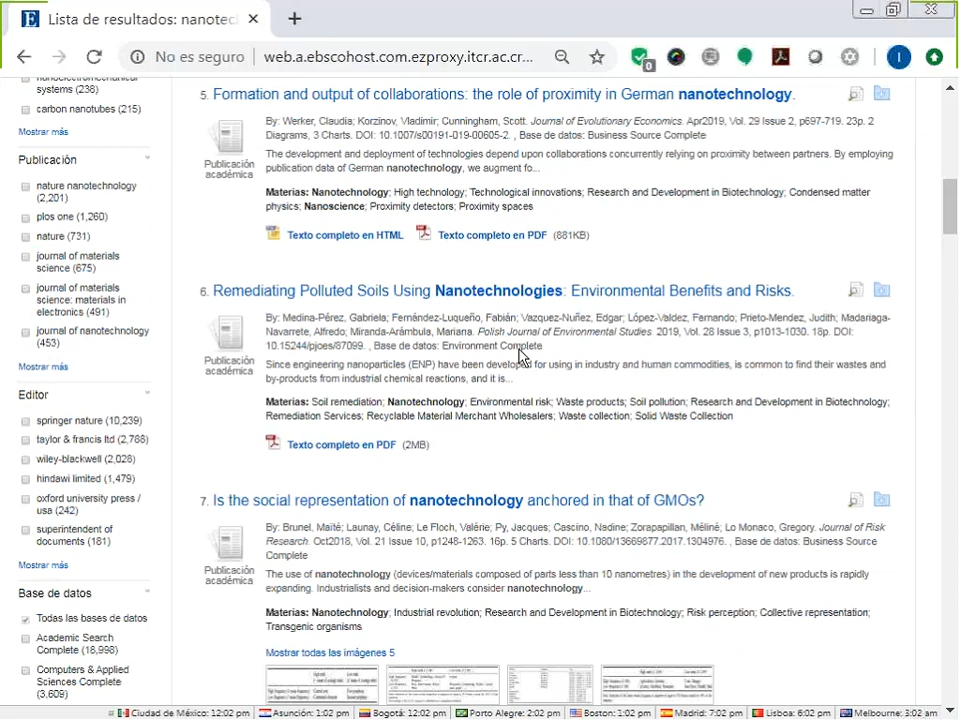 Lista de resultados: nanotec
No es seguro
web.a.ebscohost.com.ezproxy.itcr.ac.cr...
0
I
systems (238)
carbon nanotubes (215)
Mostrar más
Publicación
nature nanotechnology
(2,201)
plos one (1,260)
nature (731)
journal of materials
science (675)
journal of materials
science: materials in
electronics (491)
journal of nanotechnology
(453)
Mostrar más
Editor
springer nature (10,239)
taylor & francis ltd (2,788)
wiley-blackwell (2,028)
hindawi limited (1,479)
oxford university press /
usa (242)
superintendent of
documents (181)
Mostrar más
Base de datos
Todas las bases de datos
Academic Search
Complete (18,998)
Computers & Applied
Sciences Complete
(3,609)
5. Formation and output of collaborations: the role of proximity in German nanotechnology.
Publicación
académica
By: Werker, Claudia; Korzinov, Vladimir; Cunningham, Scott. Journal of Evolutionary Economics. Apr2019, Vol. 29 Issue 2, p697-719. 23p. 2
Diagrams, 3 Charts. DOI: 10.1007/s00191-019-00605-2. , Base de datos: Business Source Complete
The development and deployment of technologies depend upon collaborations concurrently relying on proximity between partners. By employing
publication data of German nanotechnology, we augment fo...
Materias: Nanotechnology; High technology; Technological innovations; Research and Development in Biotechnology; Condensed matter
physics; Nanoscience; Proximity detectors; Proximity spaces
Texto completo en HTML Texto completo en PDF (881KB)
6. Remediating Polluted Soils Using Nanotechnologies: Environmental Benefits and Risks.
Publicación
académica
By: Medina-Pérez, Gabriela; Fernández-Luqueño, Fabián; Vazquez-Nuñez, Edgar; López-Valdez, Fernando; Prieto-Mendez, Judith; Madariaga-
Navarrete, Alfredo; Miranda-Arámbula, Mariana. Polish Journal of Environmental Studies. 2019, Vol. 28 Issue 3, p1013-1030. 18p. DOI:
10.15244/pjoes/87099. , Base de datos: Environment Complete
Since engineering nanoparticles (ENP) have been developed for using in industry and human commodities, is common to find their wastes and
by-products from industrial chemical reactions, and it is...
Materias: Soil remediation; Nanotechnology; Environmental risk; Waste products; Soil pollution; Research and Development in Biotechnology;
Remediation Services; Recyclable Material Merchant Wholesalers; Waste collection; Solid Waste Collection
Texto completo en PDF (2MB)
7. Is the social representation of nanotechnology anchored in that of GMOs?
Publicación
académica
By: Brunel, Maïté; Launay, Céline; Le Floch, Valérie; Py, Jacques; Cascino, Nadine; Zorapapillan, Méliné; Lo Monaco, Gregory. Journal of Risk
Research. Oct2018, Vol. 21 Issue 10, p1248-1263. 16p. 5 Charts. DOI: 10.1080/13669877.2017.1304976. , Base de datos: Business Source
Complete
The use of nanotechnology (devices/materials composed of parts less than 10 nanometres) in the development of new products is rapidly
expanding. Industrialists and decision-makers consider nanotechnology...
Materias: Nanotechnology; Industrial revolution; Research and Development in Biotechnology; Risk perception; Collective representation;
Transgenic organisms
Mostrar todas las imágenes 5
Ciudad de México: 12:02 pm Asunción: 1:02 pm Bogotá: 12:02 pm Porto Alegre: 2:02 pm Boston: 1:02 pm Madrid: 7:02 pm Lisboa: 6:02 pm Melbourne: 3:02 am